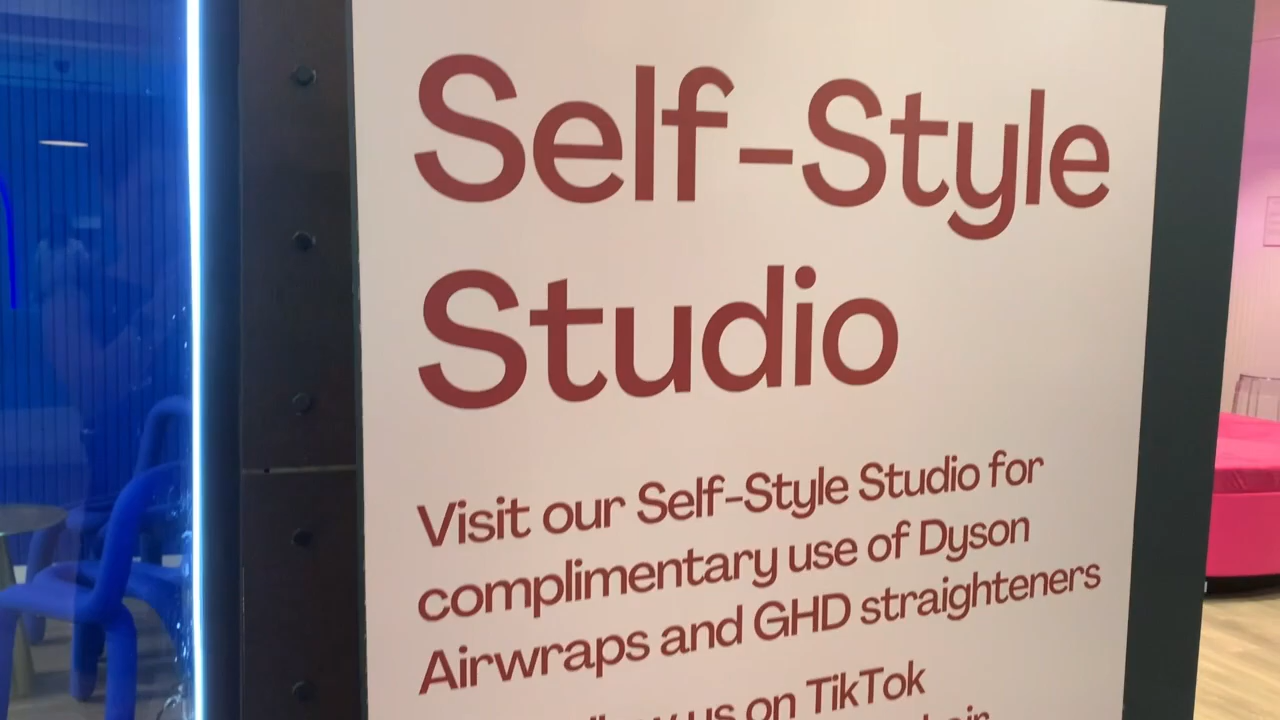 Self-Style
Studio
Visit our Self-Style Studio for
complimentary use of Dyson
Airwraps and GHD straighteners
us on TikTok